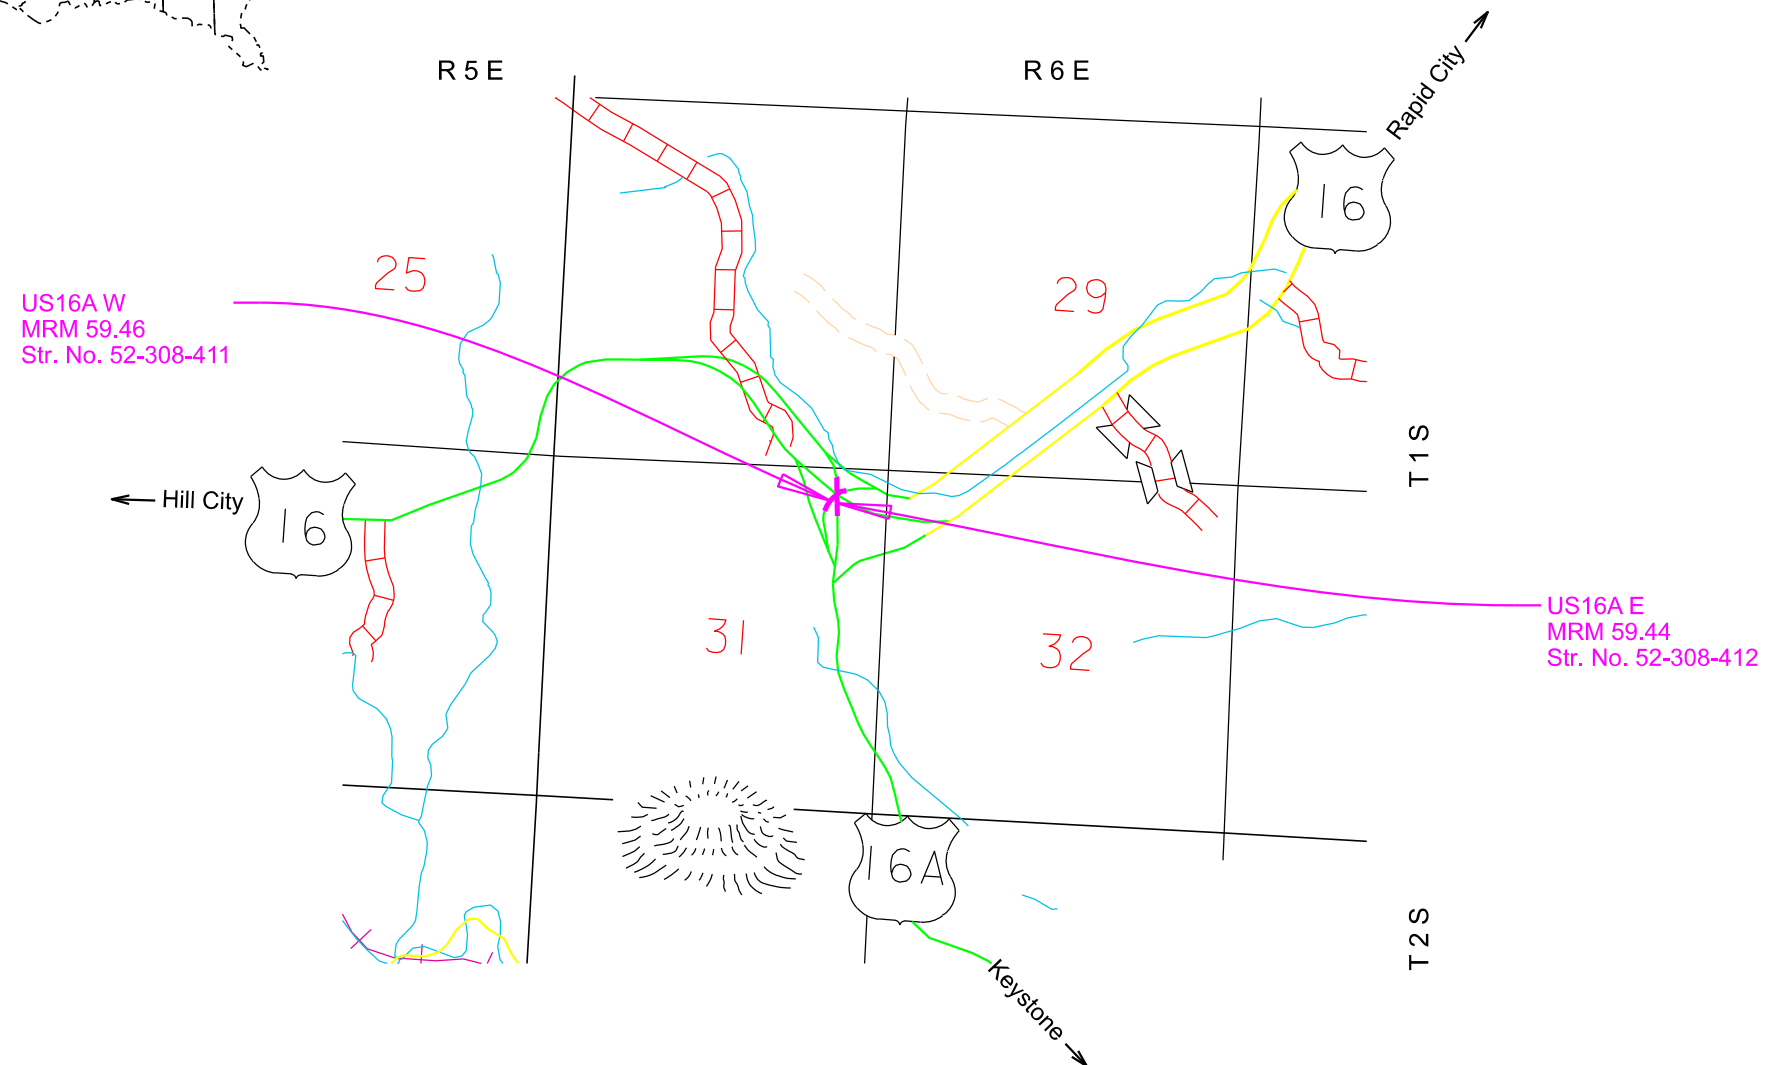 R 5 E
R 6 E
Rapid City
16
25
29
US16A W
MRM 59.46
Str. No. 52-308-411
T 1 S
Hill City
16
31
32
US16A E
MRM 59.44
Str. No. 52-308-412
16A
T 2 S
Keystone